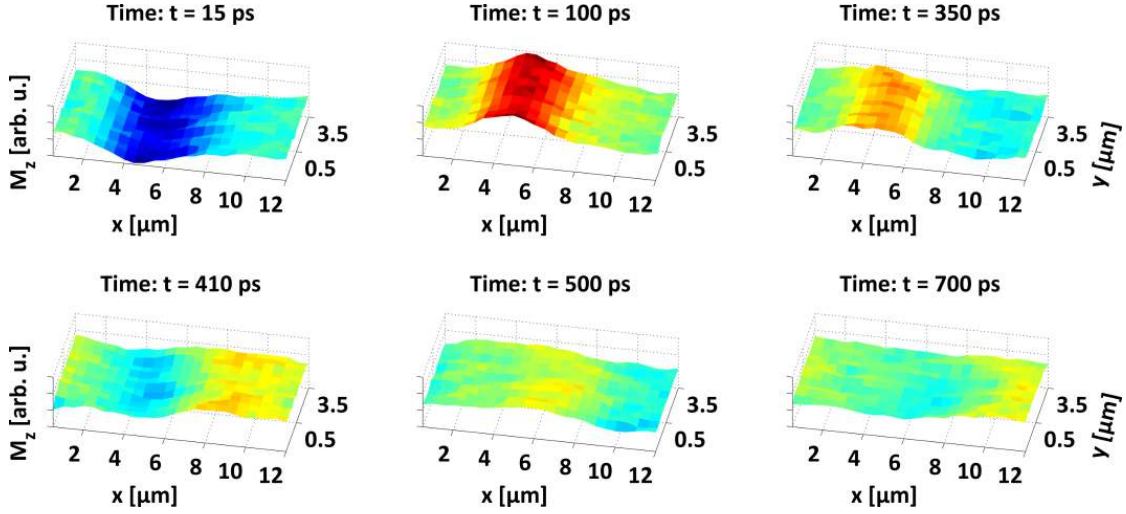 Time: t = 15 ps
Time: t = 100 ps
Time: t = 350 ps
M_z [arb. u.]
3.5
0.5
2 4 6 8 10 12
x [μm]
3.5
0.5
2 4 6 8 10 12
x [μm]
3.5
0.5
y [μm]
2 4 6 8 10 12
x [μm]
Time: t = 410 ps
Time: t = 500 ps
Time: t = 700 ps
M_z [arb. u.]
3.5
0.5
2 4 6 8 10 12
x [μm]
3.5
0.5
2 4 6 8 10 12
x [μm]
3.5
0.5
y [μm]
2 4 6 8 10 12
x [μm]